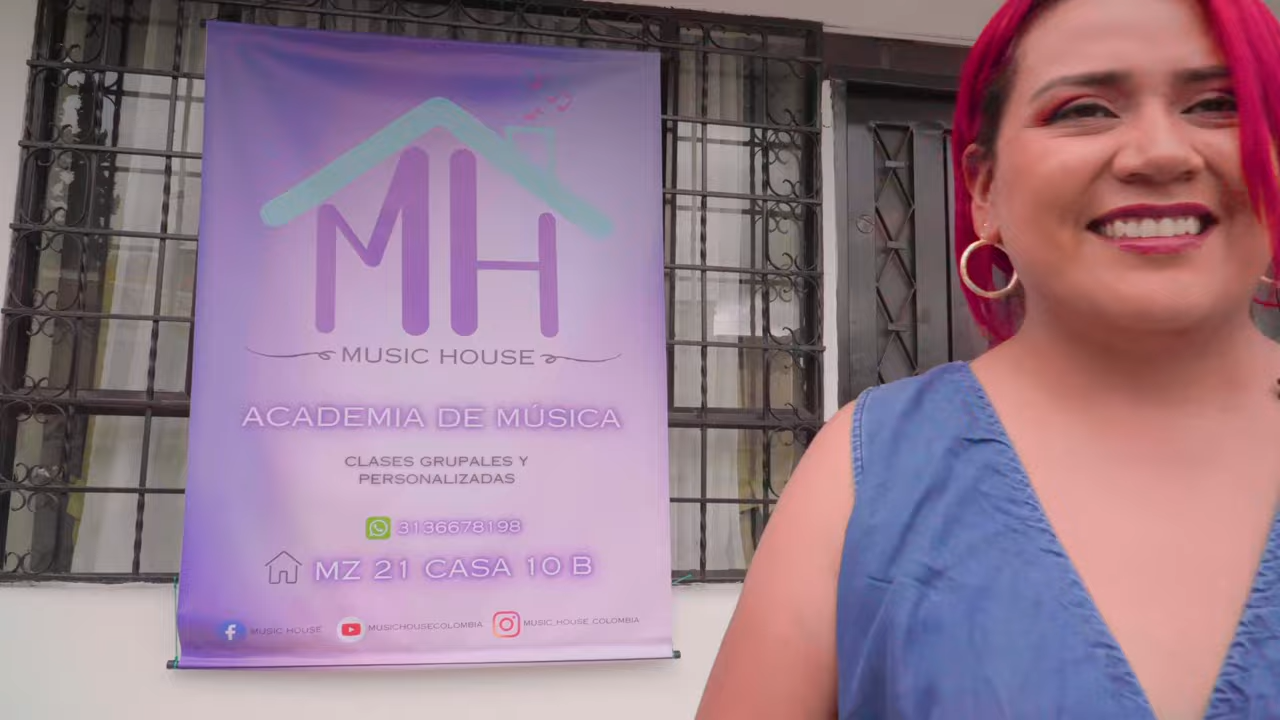 MH
MUSIC HOUSE
ACADEMIA DE MÚSICA
CLASES GRUPALES Y
PERSONALIZADAS
3136678198
MZ 21 CASA 10 B
MUSIC HOUSE MUSICHOUSECOLOMBIA MUSIC_HOUSE_COLOMBIA